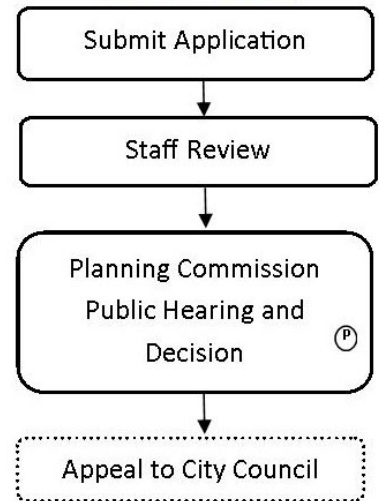 Submit Application
Staff Review
Planning Commission
Public Hearing and
Decision
P
Appeal to City Council